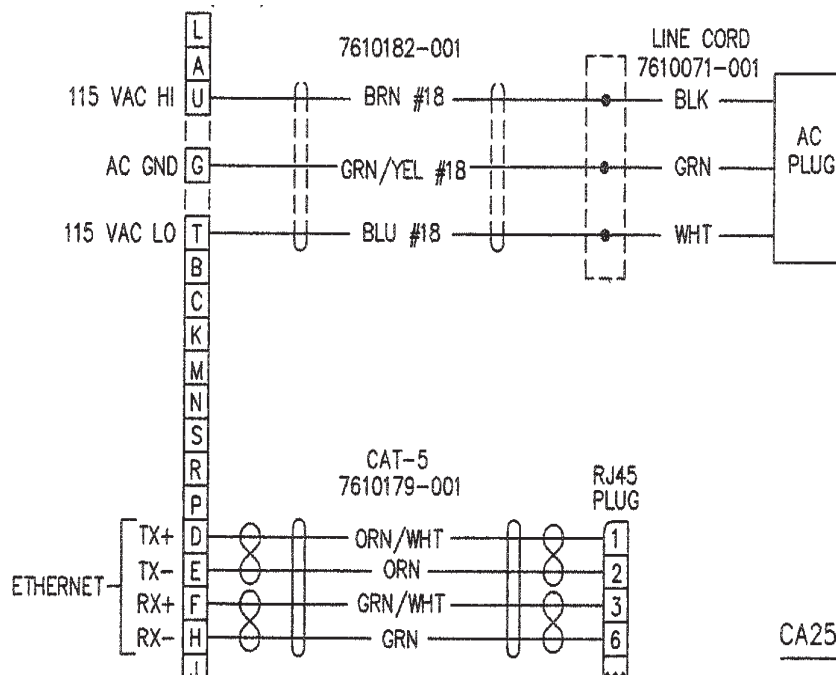 L
A
7610182-001
LINE CORD
7610071-001
115 VAC HI U BRN #18 BLK
AC GND G GRN/YEL #18 GRN
AC
PLUG
115 VAC LO T BLU #18 WHT
B
C
K
M
N
S
R
P
CAT-5
7610179-001
RJ45
PLUG
TX+ D ORN/WHT 1
TX- E ORN 2
ETHERNET
RX+ F GRN/WHT 3
RX- H GRN 6
J
CA25